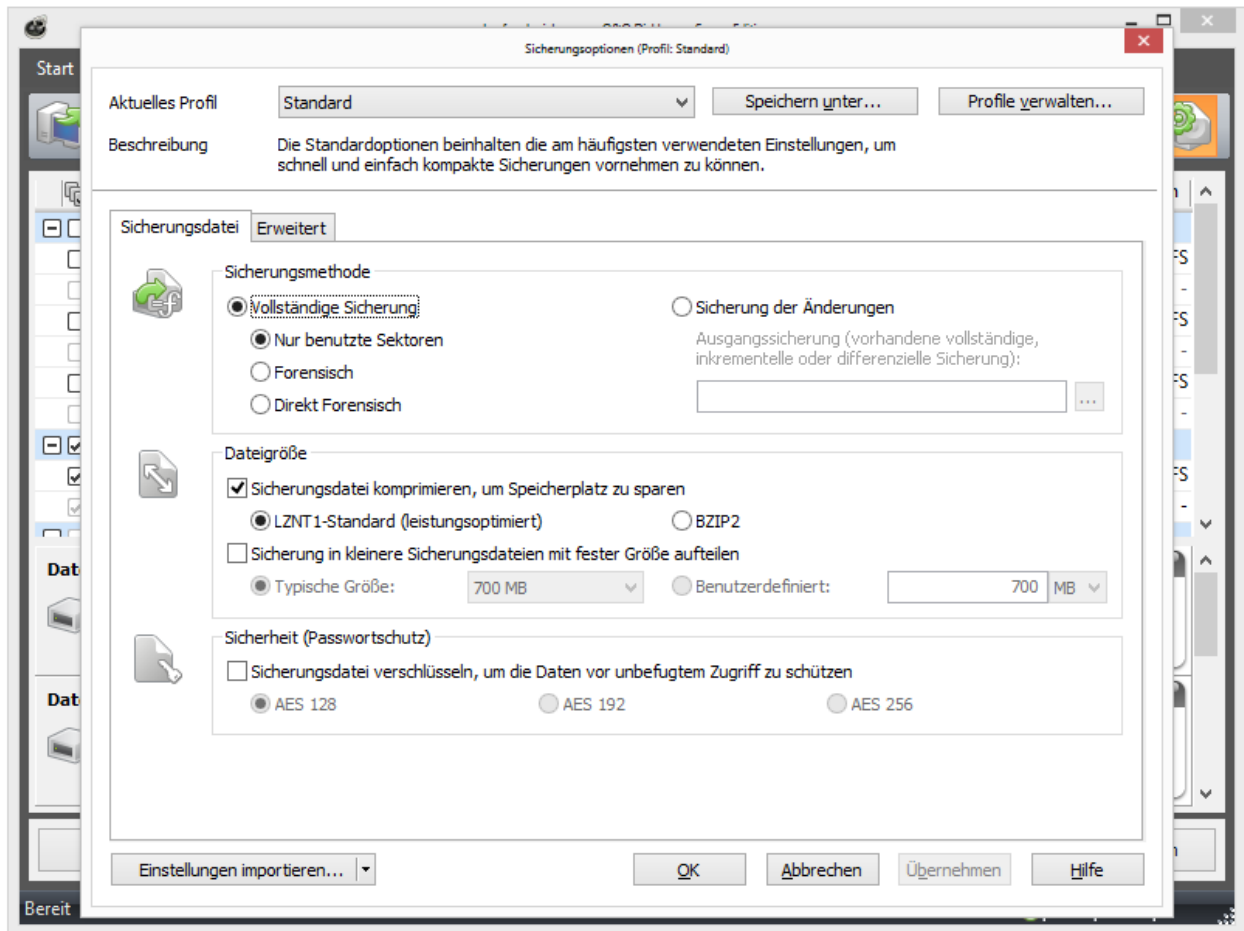 Sicherungsoptionen (Profil: Standard)
Start
Aktuelles Profil
Standard
Speichern unter...
Profile verwalten...
Beschreibung
Die Standardoptionen beinhalten die am häufigsten verwendeten Einstellungen, um
schnell und einfach kompakte Sicherungen vornehmen zu können.
Sicherungsdatei
Erweitert
Sicherungsmethode
Vollständige Sicherung
Sicherung der Änderungen
Nur benutzte Sektoren
Ausgangssicherung (vorhandene vollständige,
inkrementelle oder differenzielle Sicherung):
Forensisch
Direkt Forensisch
...
Dateigröße
Sicherungsdatei komprimieren, um Speicherplatz zu sparen
LZNT1-Standard (leistungsoptimiert)
BZIP2
Sicherung in kleinere Sicherungsdateien mit fester Größe aufteilen
Typische Größe:
700 MB
Benutzerdefiniert:
700
MB
Sicherheit (Passwortschutz)
Sicherungsdatei verschlüsseln, um die Daten vor unbefugtem Zugriff zu schützen
AES 128
AES 192
AES 256
Dat
Dat
Einstellungen importieren...
OK
Abbrechen
Übernehmen
Hilfe
Bereit